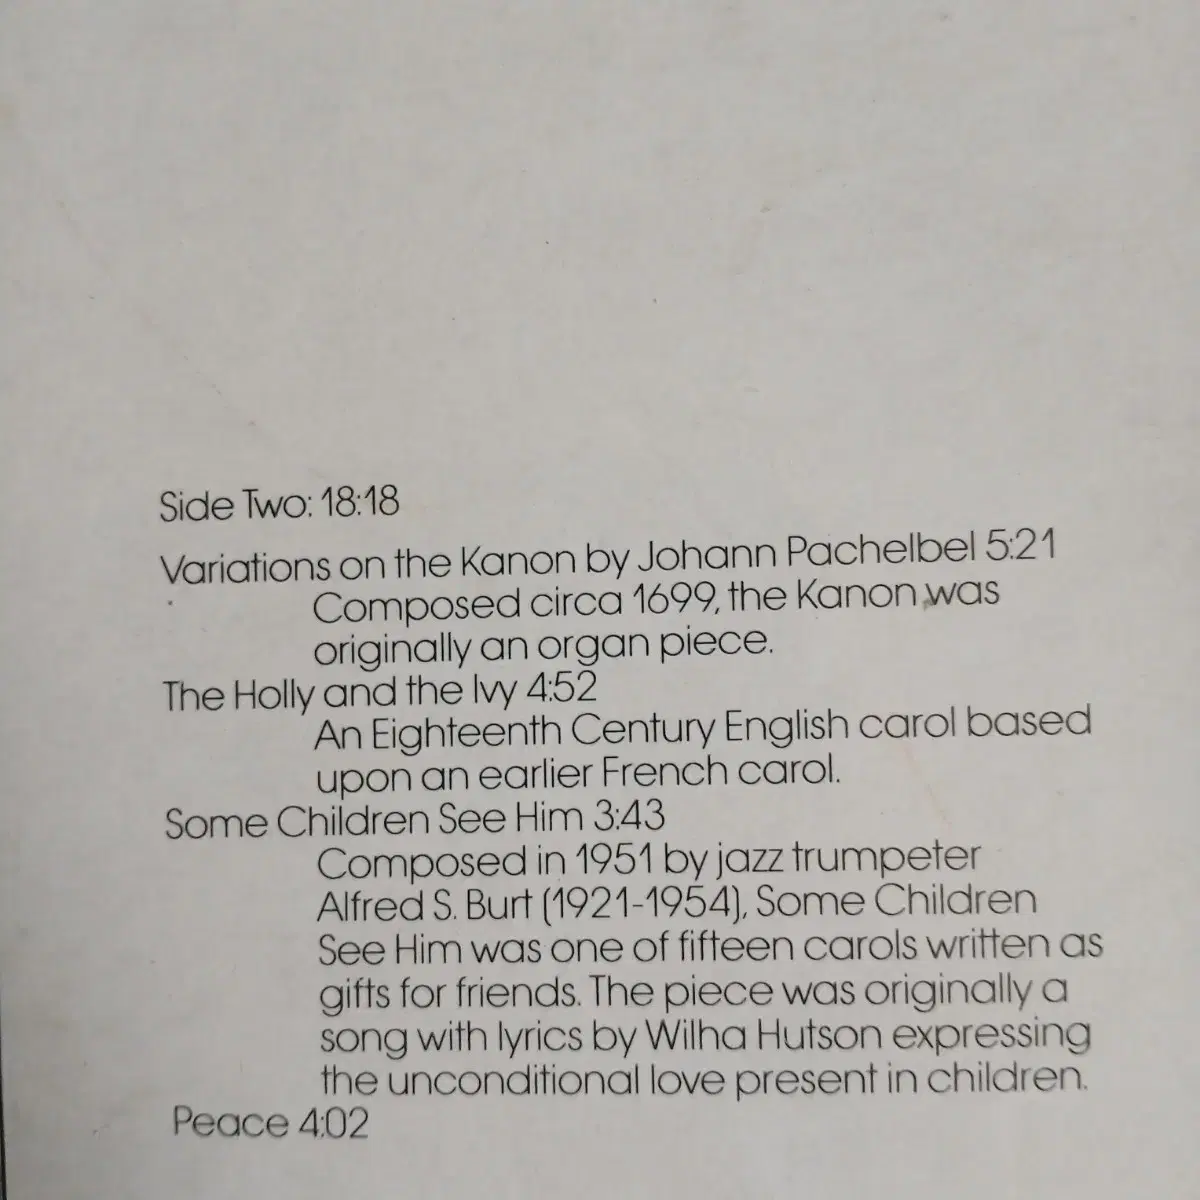 Side Two: 18:18
Variations on the Kanon by Johann Pachelbel 5:21
Composed circa 1699, the Kanon was
originally an organ piece.
The Holly and the Ivy 4:52
An Eighteenth Century English carol based
upon an earlier French carol.
Some Children See Him 3:43
Composed in 1951 by jazz trumpeter
Alfred S. Burt (1921-1954), Some Children
See Him was one of fifteen carols written as
gifts for friends. The piece was originally a
song with lyrics by Wilha Hutson expressing
the unconditional love present in children.
Peace 4:02